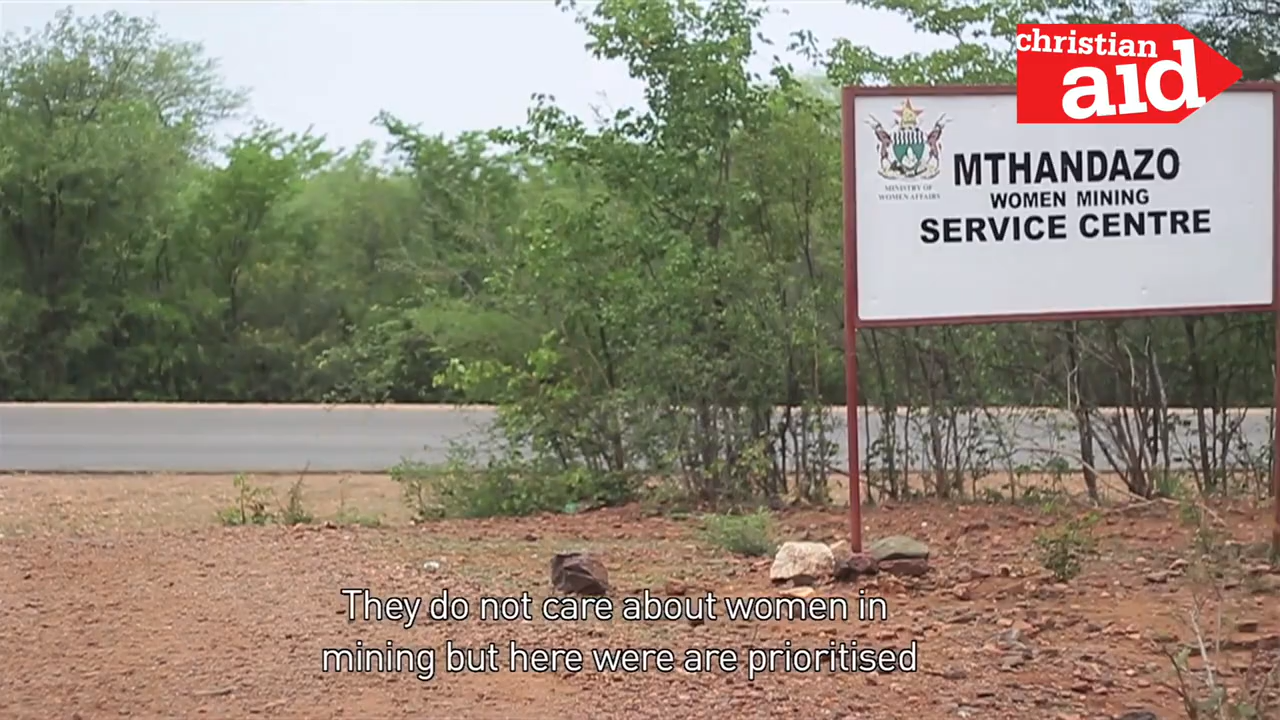 christian
aid
MINISTRY OF
WOMEN AFFAIRS
MTHANDAZO
WOMEN MINING
SERVICE CENTRE
They do not care about women in
mining but here were are prioritised